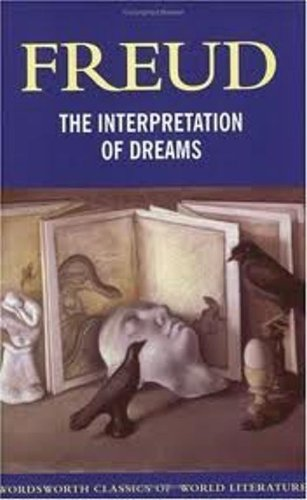 FREUD
THE INTERPRETATION
OF DREAMS
WORDSWORTH CLASSICS OF WORLD LITERATURE